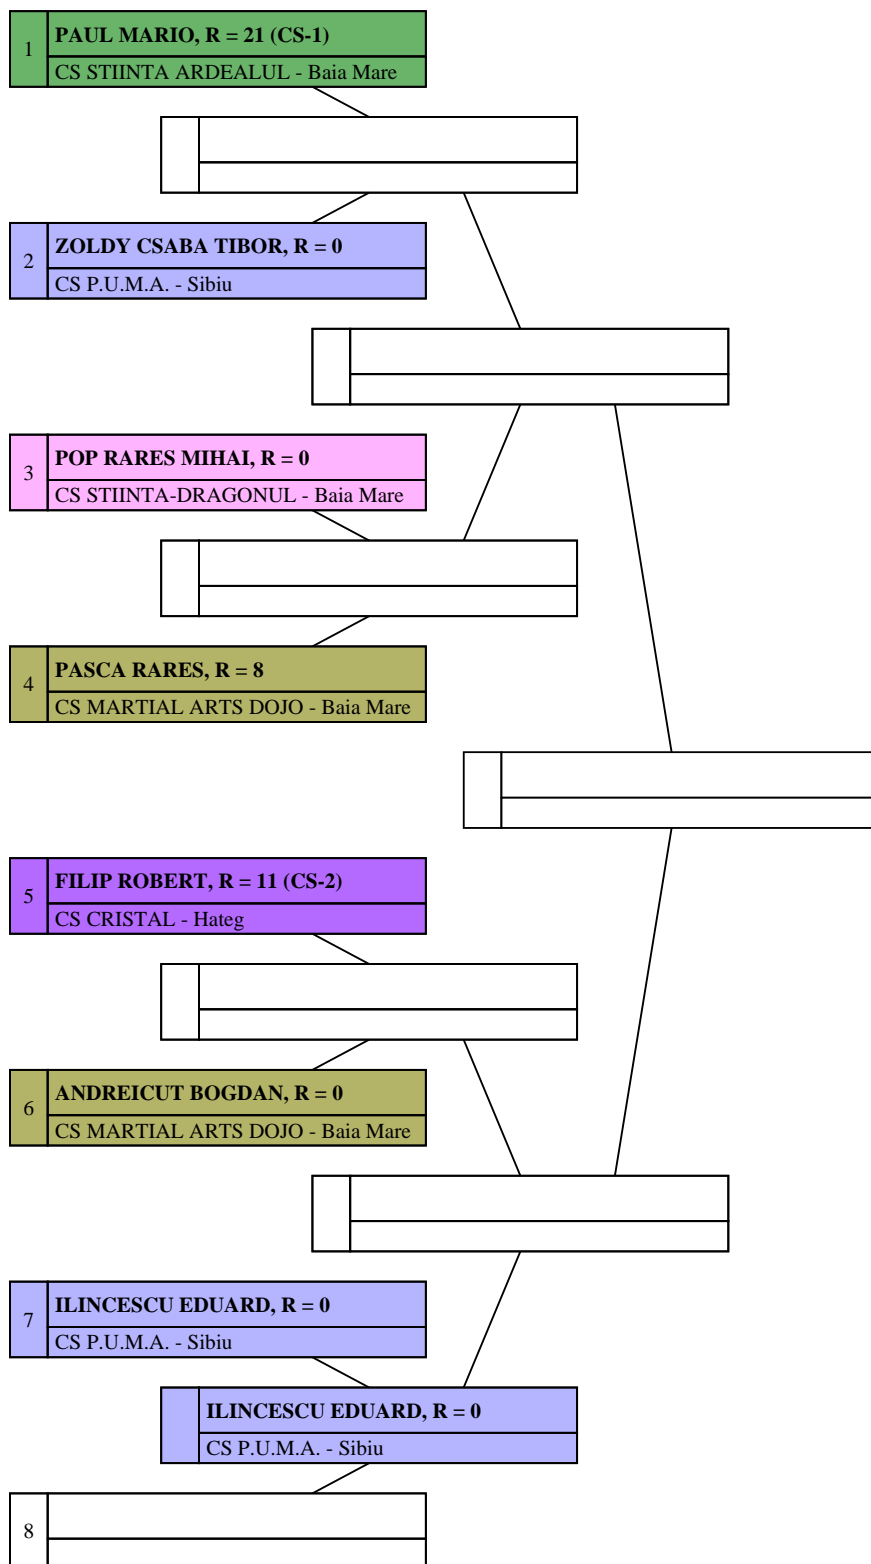 1
PAUL MARIO, R = 21 (CS-1)
CS STIINTA ARDEALUL - Baia Mare
2
ZOLDY CSABA TIBOR, R = 0
CS P.U.M.A. - Sibiu
3
POP RARES MIHAI, R = 0
CS STIINTA-DRAGONUL - Baia Mare
4
PASCA RARES, R = 8
CS MARTIAL ARTS DOJO - Baia Mare
5
FILIP ROBERT, R = 11 (CS-2)
CS CRISTAL - Hateg
6
ANDREICUT BOGDAN, R = 0
CS MARTIAL ARTS DOJO - Baia Mare
7
ILINCESCU EDUARD, R = 0
CS P.U.M.A. - Sibiu
ILINCESCU EDUARD, R = 0
CS P.U.M.A. - Sibiu
8